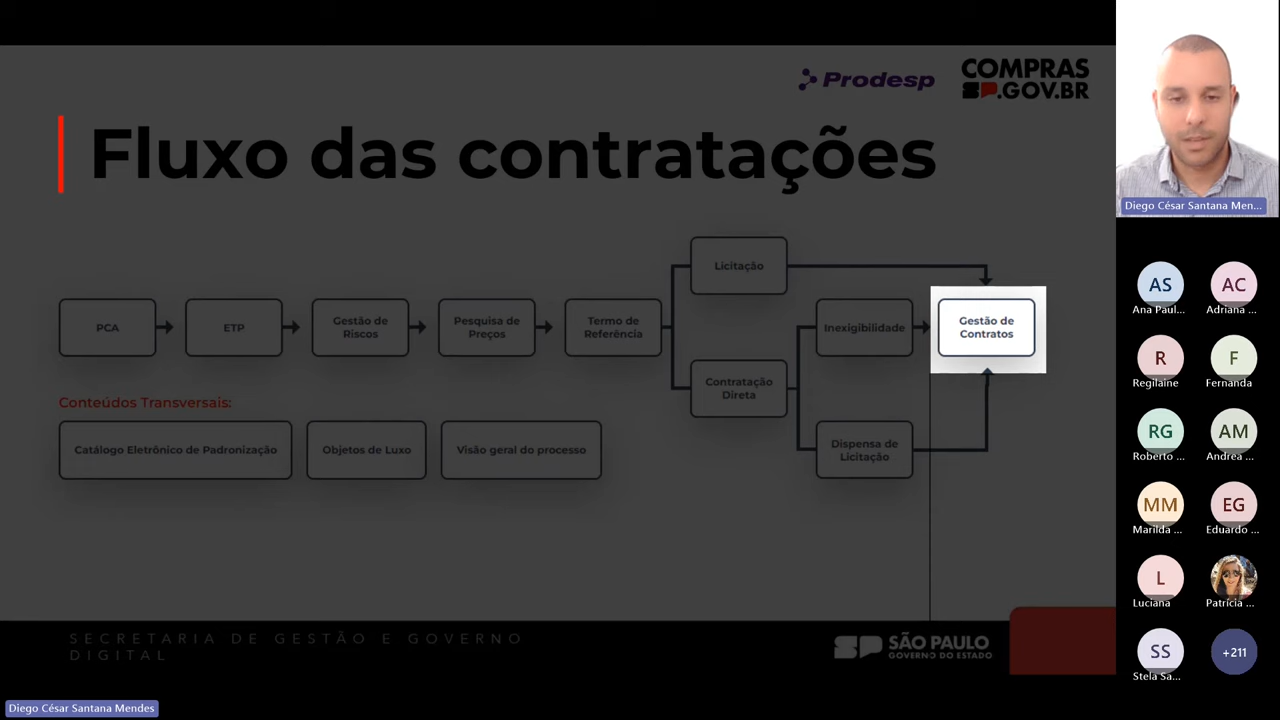 Prodesp
COMPRAS
SP.GOV.BR
Fluxo das contratações
Licitação
PCA
ETP
Gestão de
Riscos
Pesquisa de
Preços
Termo de
Referência
Inexigibilidade
Gestão de
Contratos
Contratação
Direta
Conteúdos Transversais:
Catálogo Eletrônico de Padronização
Objetos de Luxo
Visão geral do processo
Dispensa de
Licitação
SECRETARIA DE GESTÃO E GOVERNO
DIGITAL
SP
SÃO PAULO
GOVERNO DO ESTADO
Diego César Santana Mendes
Diego César Santana Men...
AS
Ana Paul...
AC
Adriana ...
R
Regilaine
F
Fernanda
RG
Roberto ...
AM
Andrea ...
MM
Marilda ...
EG
Eduardo ...
L
Luciana
Patrícia ...
SS
Stela Sa...
+211